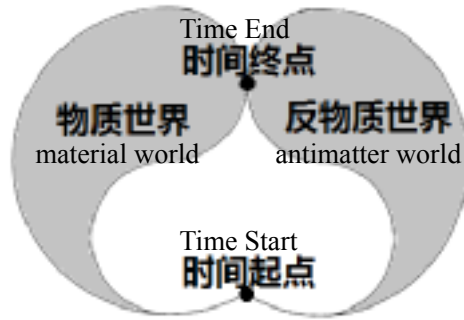 Time End
时间终点
物质世界
material world
反物质世界
antimatter world
Time Start
时间起点